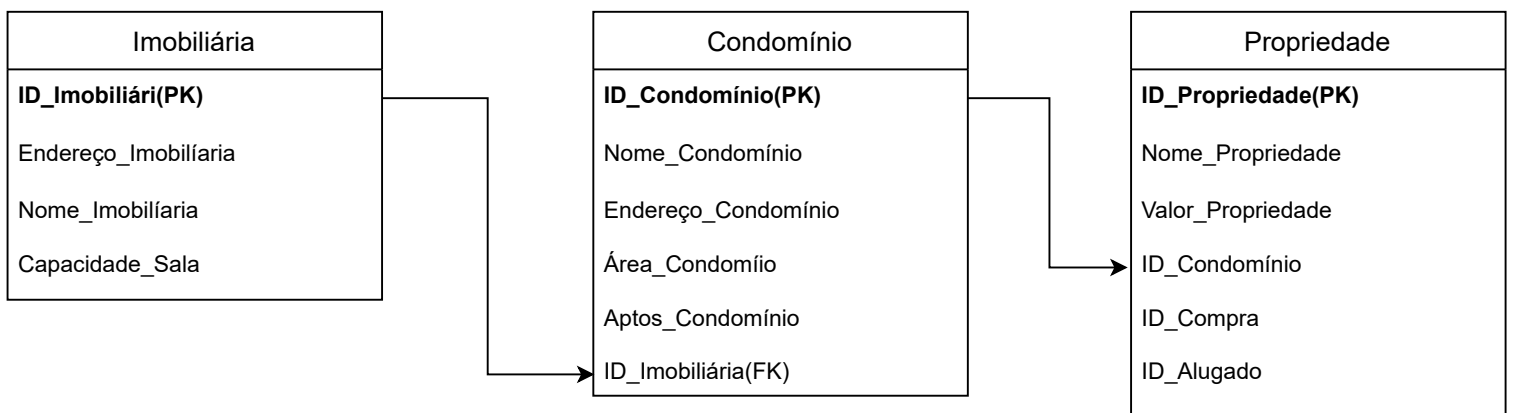 Imobiliária
ID_Imobiliári(PK)
Endereço_Imobilíaria
Nome_Imobilíaria
Capacidade_Sala
Condomínio
ID_Condomínio(PK)
Nome_Condomínio
Endereço_Condomínio
Área_Condomíio
Aptos_Condomínio
ID_Imobiliária(FK)
Propriedade
ID_Propriedade(PK)
Nome_Propriedade
Valor_Propriedade
ID_Condomínio
ID_Compra
ID_Alugado